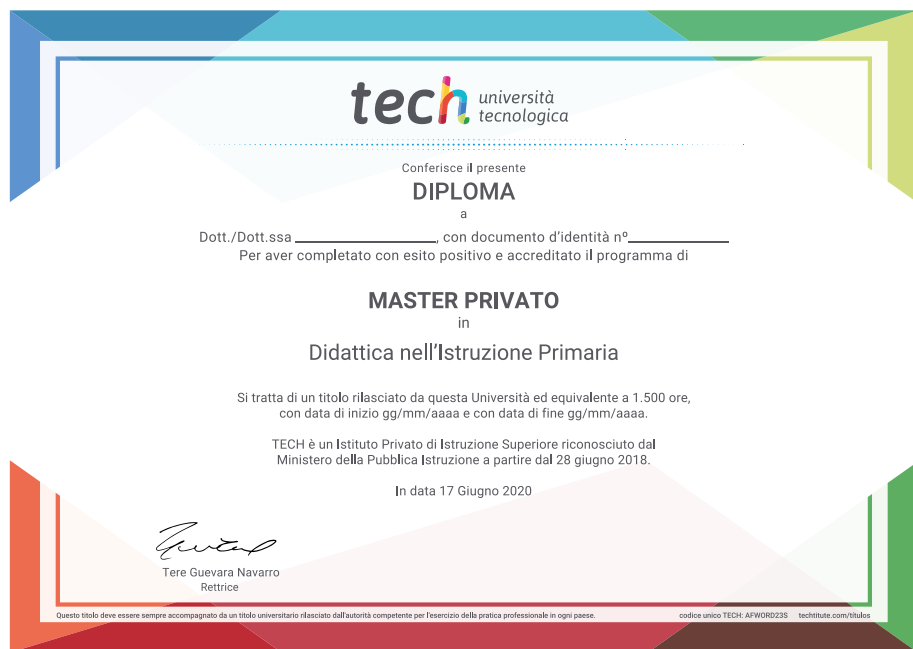 tech università
tecnologica
Conferisce il presente
DIPLOMA
a
Dott./Dott.ssa ________________, con documento d'identità nº____________
Per aver completato con esito positivo e accreditato il programma di
MASTER PRIVATO
in
Didattica nell'Istruzione Primaria
Si tratta di un titolo rilasciato da questa Università ed equivalente a 1.500 ore,
con data di inizio gg/mm/aaaa e con data di fine gg/mm/aaaa.
TECH è un Istituto Privato di Istruzione Superiore riconosciuto dal
Ministero della Pubblica Istruzione a partire dal 28 giugno 2018.
In data 17 Giugno 2020
Tere Guevara Navarro
Rettrice
Questo titolo deve essere sempre accompagnato da un titolo universitario rilasciato dall'autorità competente per l'esercizio della pratica professionale in ogni paese. codice unico TECH: AFWORD23S techtitute.com/titulos